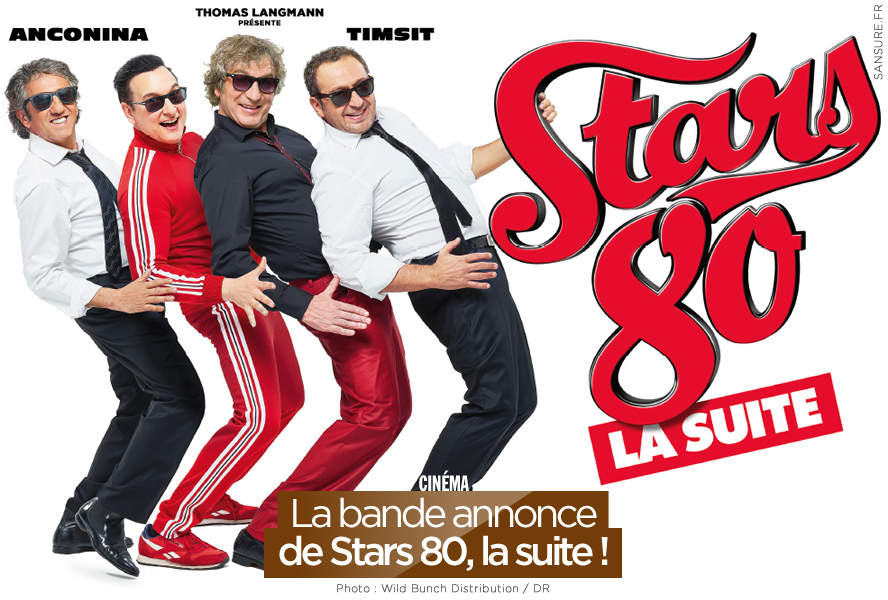 THOMAS LANGMANN
PRÉSENTE
ANCONINA
TIMSIT
SANSURE.FR
Stars
80
LA SUITE
CINÉMA
La bande annonce
de Stars 80, la suite !
Photo : Wild Bunch Distribution / DR